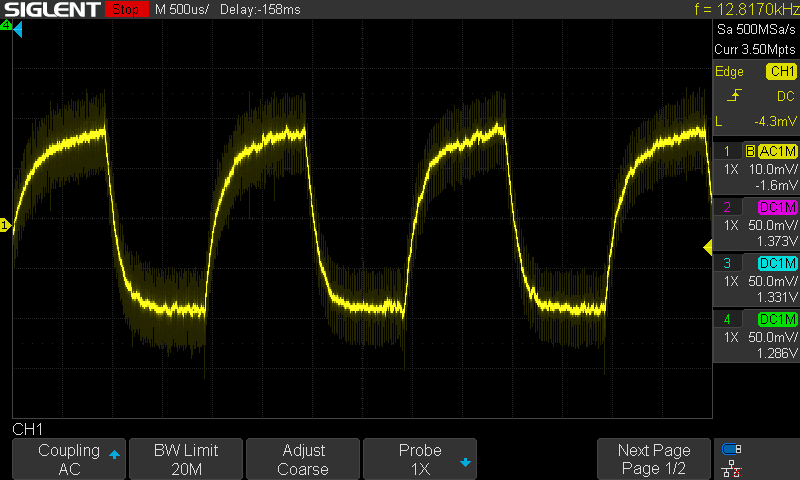 SIGLENT Stop M 500us/ Delay:-158ms f = 12.8170kHz
Sa 500MSa/s
Curr 3.50Mpts
Edge CH1
DC
L -4.3mV
1 B AC1M
1X 10.0mV/
-1.6mV
2 DC1M
1X 50.0mV/
1.373V
3 DC1M
1X 50.0mV/
1.331V
4 DC1M
1X 50.0mV/
1.286V
4
1
CH1
Coupling
AC
BW Limit
20M
Adjust
Coarse
Probe
1X
Next Page
Page 1/2